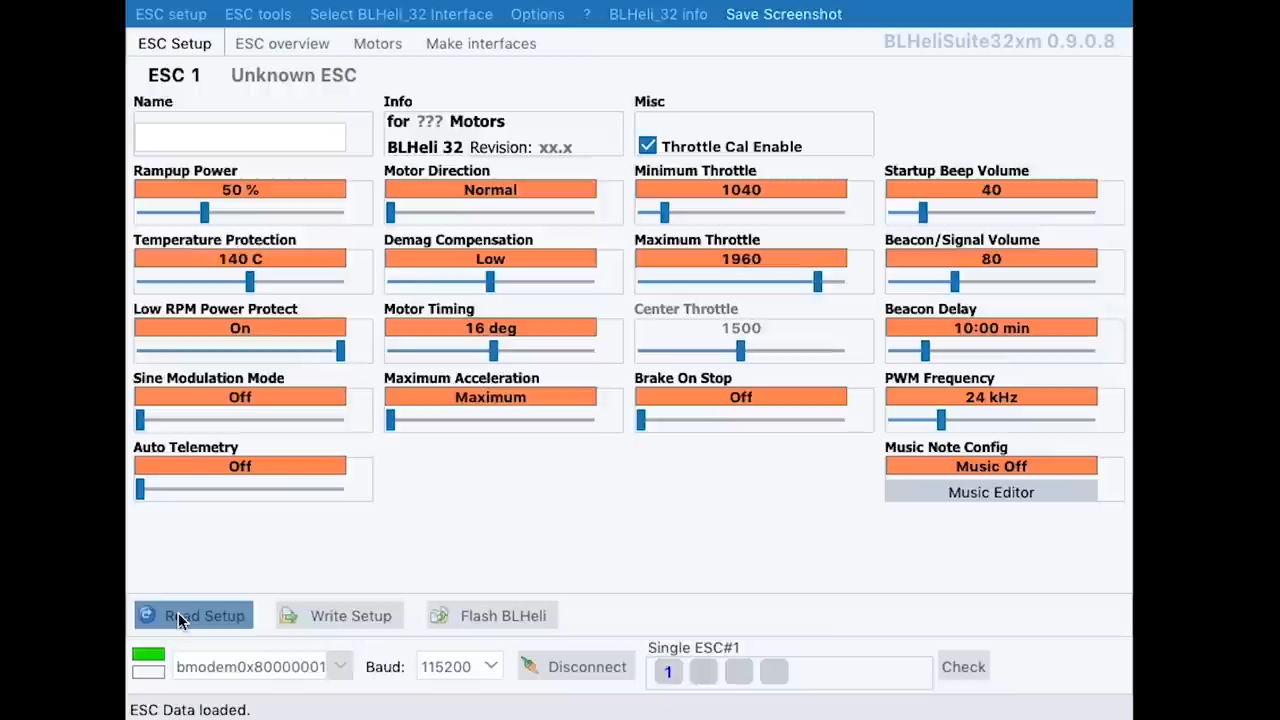 ESC setup ESC tools Select BLHeli_32 Interface Options ? BLHeli_32 info Save Screenshot
ESC Setup ESC overview Motors Make interfaces BLHeliSuite32xm 0.9.0.8
ESC 1 Unknown ESC
Name Info Misc
for ??? Motors
BLHeli 32 Revision: xx.x Throttle Cal Enable
Rampup Power Motor Direction Minimum Throttle Startup Beep Volume
50 % Normal 1040 40
Temperature Protection Demag Compensation Maximum Throttle Beacon/Signal Volume
140 C Low 1960 80
Low RPM Power Protect Motor Timing Center Throttle Beacon Delay
On 16 deg 1500 10:00 min
Sine Modulation Mode Maximum Acceleration Brake On Stop PWM Frequency
Off Maximum Off 24 kHz
Auto Telemetry Music Note Config
Off Music Off
Music Editor
Read Setup Write Setup Flash BLHeli
Single ESC#1
bmodem0x80000001 Baud: 115200 Disconnect 1 Check
ESC Data loaded.